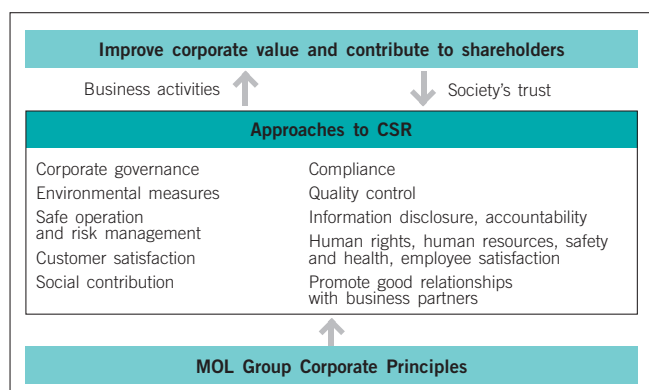 Improve corporate value and contribute to shareholders
Business activities
Society's trust
Approaches to CSR
Corporate governance
Environmental measures
Safe operation
and risk management
Customer satisfaction
Social contribution
Compliance
Quality control
Information disclosure, accountability
Human rights, human resources, safety
and health, employee satisfaction
Promote good relationships
with business partners
MOL Group Corporate Principles